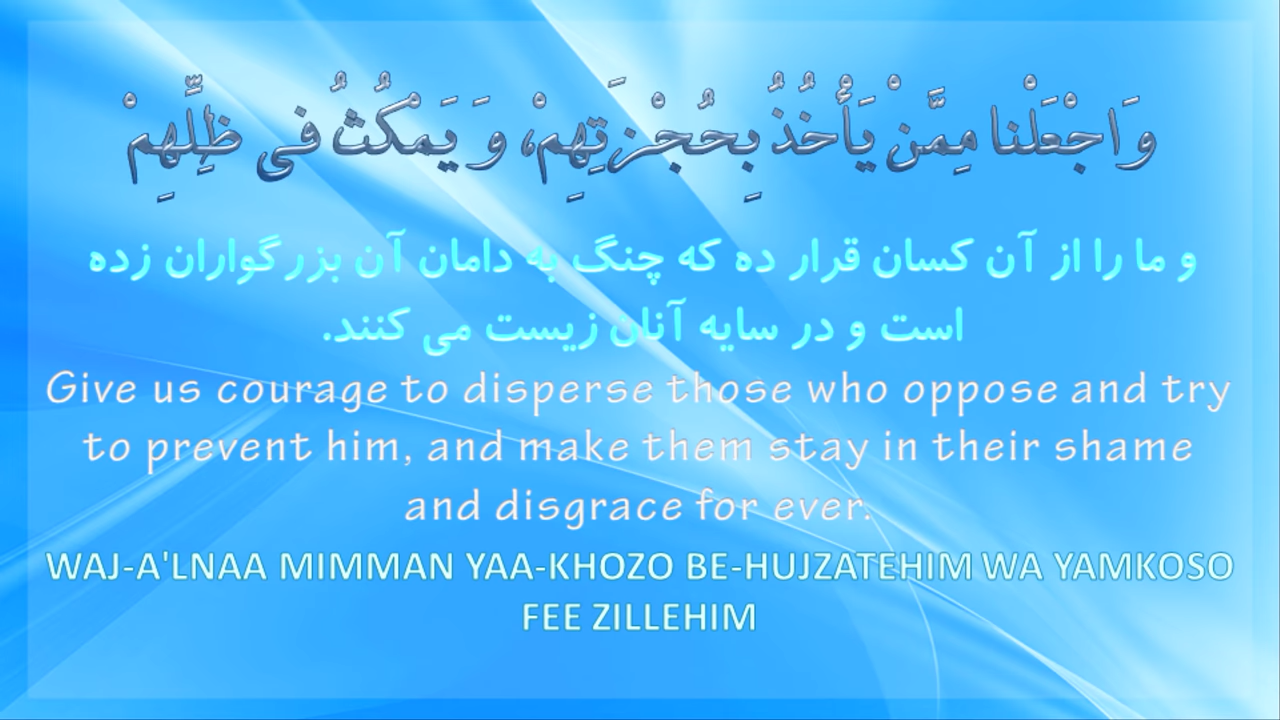 وَاجْعَلْنا مِمَّنْ يَأْخُذُ بِحُجْزَتِهِمْ، وَ يَمْكُثُ فى ظِلِّهِمْ
و ما را از آن کسان قرار ده که چنگ به دامان آن بزرگواران زده
است و در سایه آنان زیست می کنند.
Give us courage to disperse those who oppose and try
to prevent him, and make them stay in their shame
and disgrace for ever.
WAJ-A'LNAA MIMMAN YAA-KHOZO BE-HUJZATEHIM WA YAMKOSO
FEE ZILLEHIM